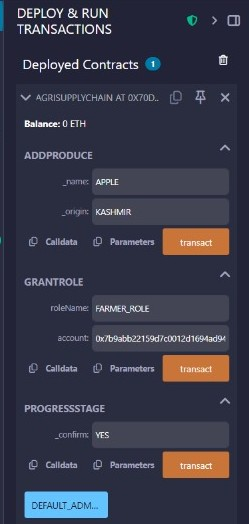 DEPLOY & RUN
TRANSACTIONS
Deployed Contracts 1
AGRISUPPLYCHAIN AT 0X70D..
Balance: 0 ETH
ADDPRODUCE
_name: APPLE
_origin: KASHMIR
Calldata Parameters transact
GRANTROLE
roleName: FARMER_ROLE
account: 0x7b9abb22159d7c0012d1694ad94
Calldata Parameters transact
PROGRESSSTAGE
_confirm: YES
Calldata Parameters transact
DEFAULT_ADM...